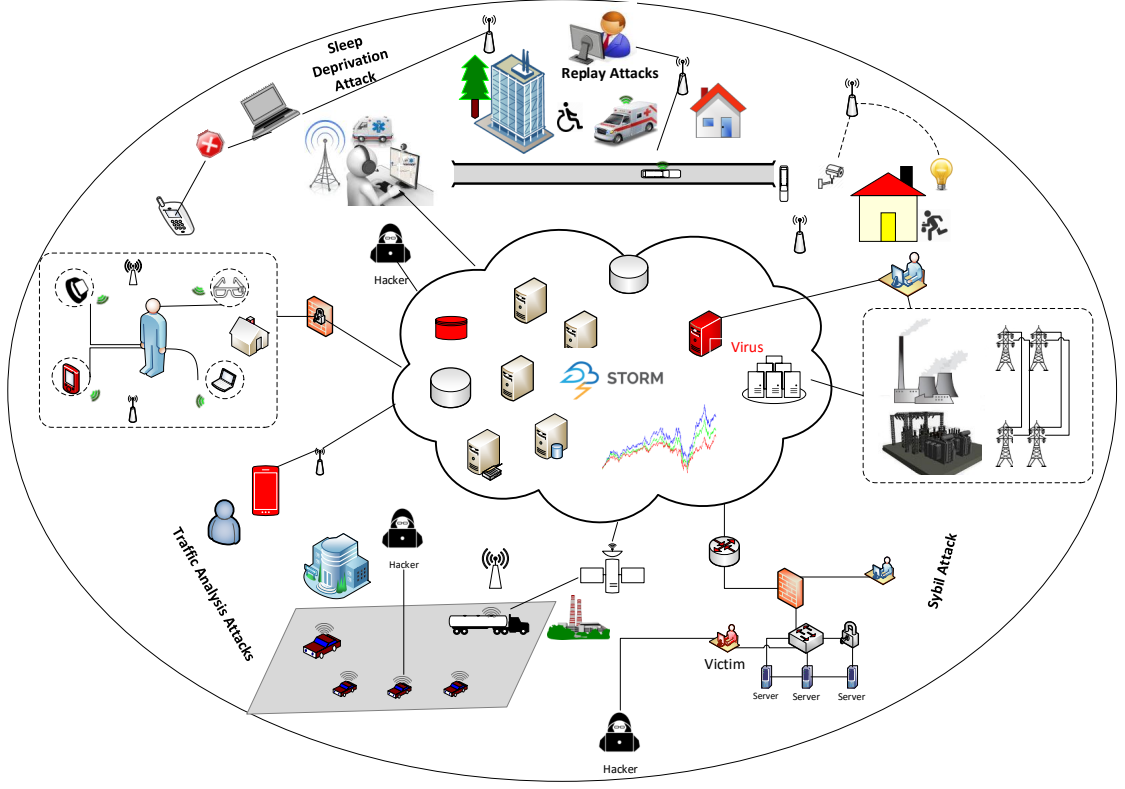 Sleep
Deprivation
Attack
Replay Attacks
Hacker
Virus
STORM
Traffic Analysis Attacks
Hacker
Sybil Attack
Victim
Server
Server
Server
Hacker